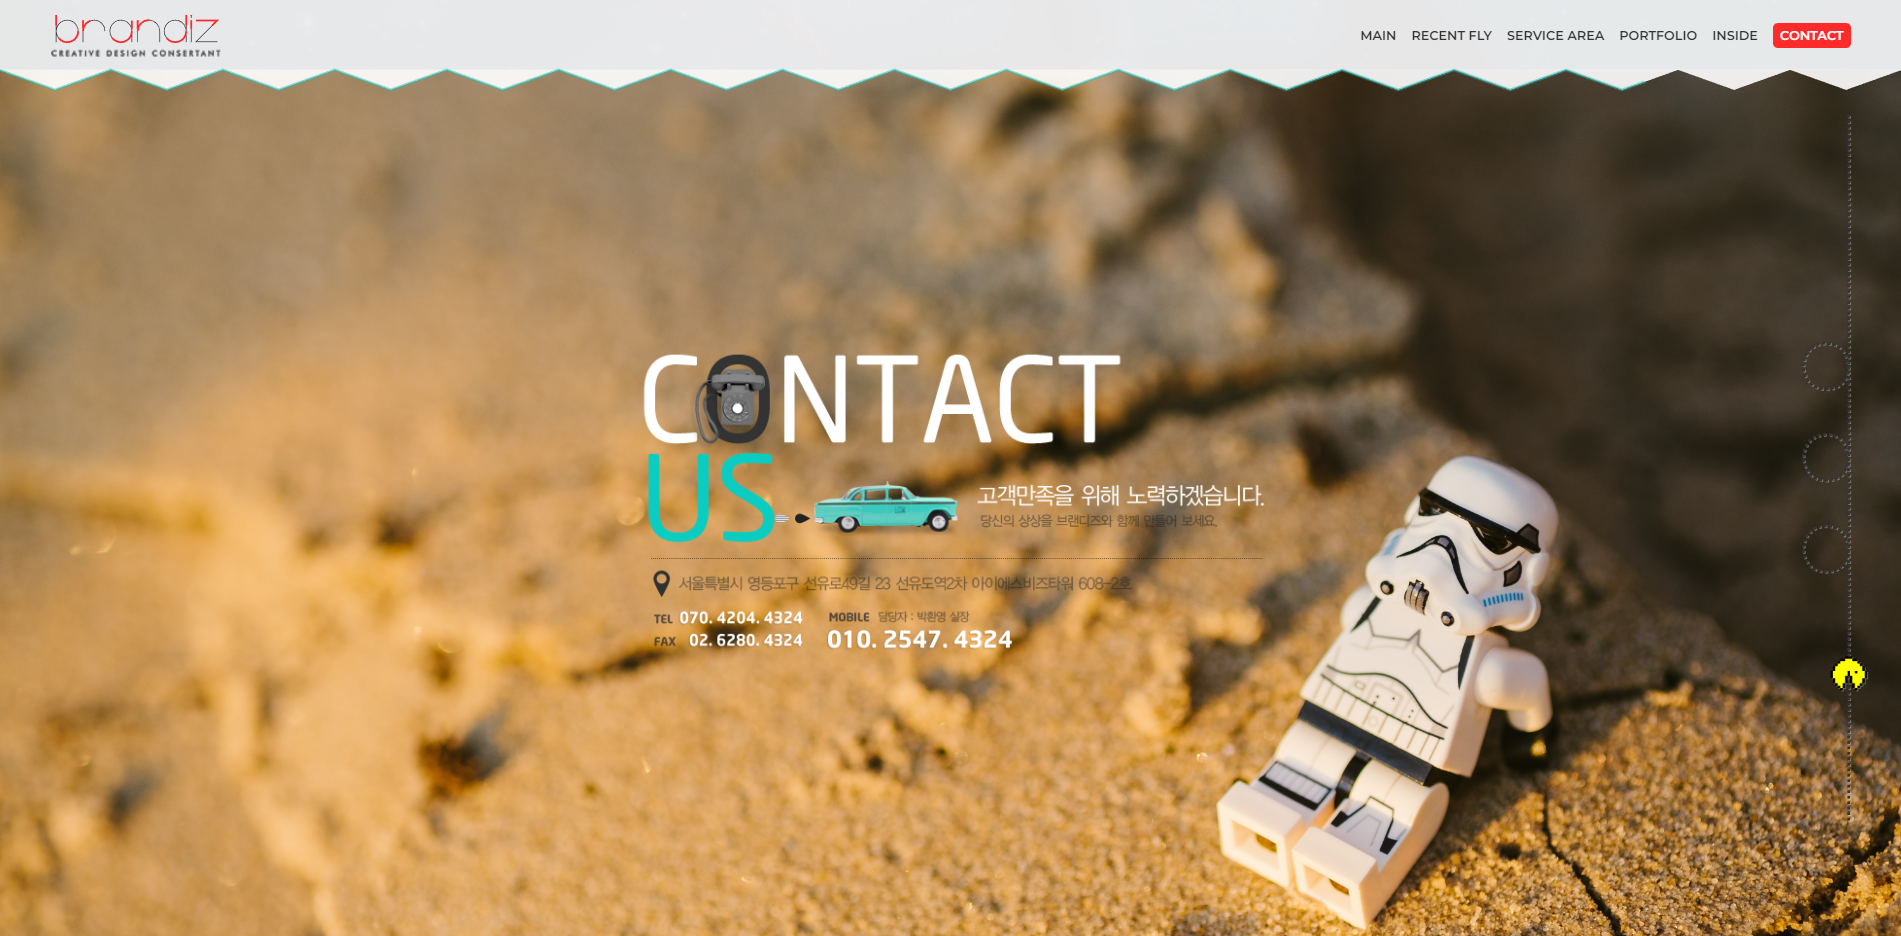 brandiz
CREATIVE DESIGN CONSERTANT
MAIN RECENT FLY SERVICE AREA PORTFOLIO INSIDE CONTACT
CONTACT
US
고객만족을 위해 노력하겠습니다.
당신의 상상을 브랜디즈와 함께 만들어 보세요.
서울특별시 영등포구 선유로49길 23 선유도역2차 아이에스비즈타워 608-2호
TEL 070. 4204. 4324
FAX 02. 6280. 4324
MOBILE 담당자 : 박환영 실장
010. 2547. 4324